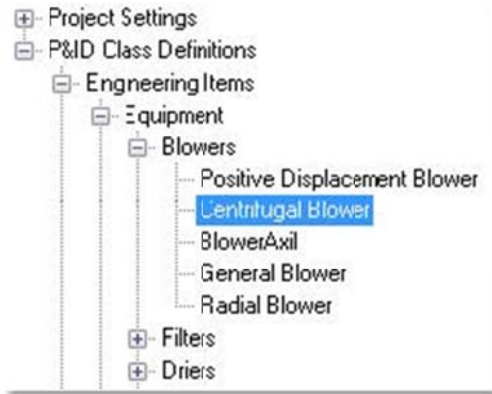 Project Settings
P&ID Class Definitions
Engneering Items
Equipment
Blowers
Positive Displacement Blower
Centrifugal Blower
BlowerAxil
General Blower
Radial Blower
Filters
Driers